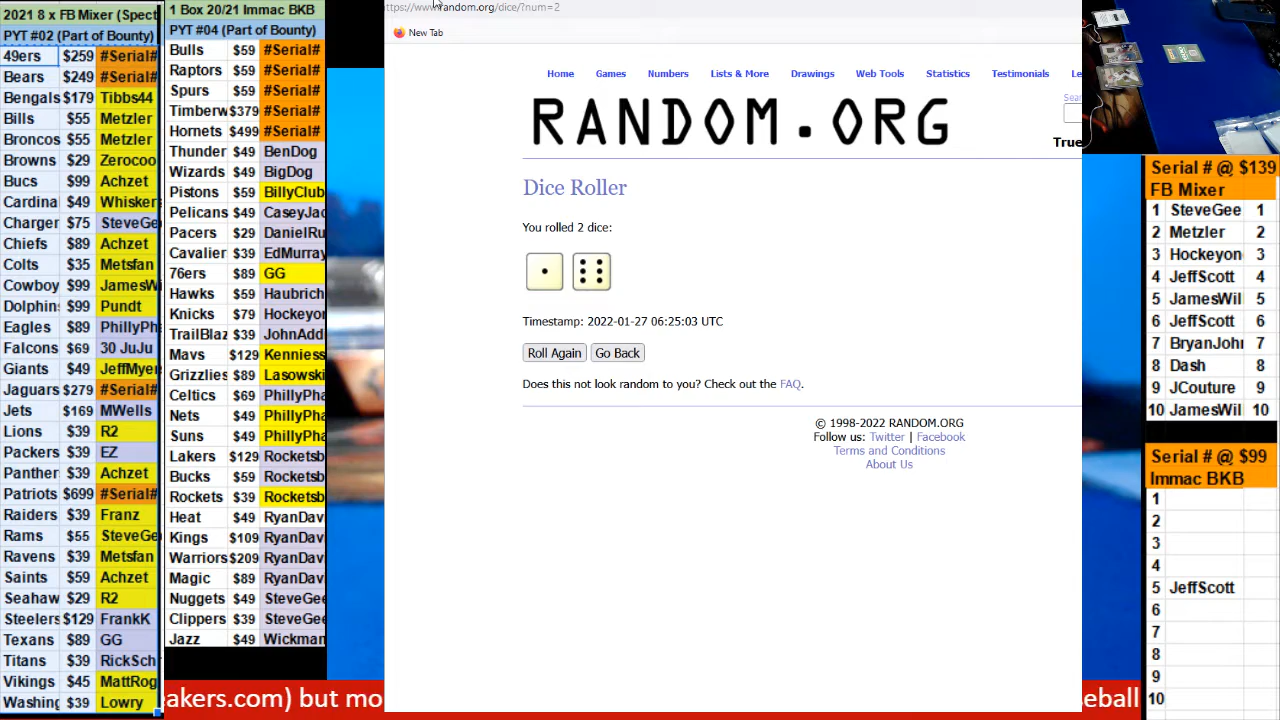 2021 8 x FB Mixer (Spect
PYT #02 (Part of Bounty)
49ers $259 #Serial#
Bears $249 #Serial#
Bengals $179 Tibbs44
Bills $55 Metzler
Broncos $55 Metzler
Browns $29 Zerocoo
Bucs $99 Achzet
Cardina $49 Whisker
Charger $75 SteveGe
Chiefs $89 Achzet
Colts $35 Metsfan
Cowboy $99 JamesW
Dolphin $99 Pundt
Eagles $89 PhillyPh
Falcons $69 30 JuJu
Giants $49 JeffMyer
Jaguars $279 #Serial#
Jets $169 MWells
Lions $39 R2
Packers $39 EZ
Panther $39 Achzet
Patriots $699 #Serial#
Raiders $39 Franz
Rams $55 SteveGe
Ravens $39 Metsfan
Saints $59 Achzet
Seahaw $29 R2
Steelers $129 FrankK
Texans $89 GG
Titans $39 RickSch
Vikings $45 MattRog
Washing $39 Lowry
1 Box 20/21 Immac BKB
PYT #04 (Part of Bounty)
Bulls $59 #Serial#
Raptors $59 #Serial#
Spurs $59 #Serial#
Timberw $379 #Serial#
Hornets $499 #Serial#
Thunder $49 BenDog
Wizards $49 BigDog
Pistons $59 BillyClub
Pelicans $49 CaseyJac
Pacers $29 DanielRu
Cavalier $39 EdMurray
76ers $89 GG
Hawks $59 Haubrich
Knicks $79 Hockeyor
TrailBlaz $39 JohnAdd
Mavs $129 Kenniess
Grizzlies $89 Lasowski
Celtics $69 PhillyPha
Nets $49 PhillyPha
Suns $49 PhillyPha
Lakers $129 Rocketsb
Bucks $59 Rocketsb
Rockets $39 Rocketsb
Heat $49 RyanDav
Kings $109 RyanDav
Warriors $209 RyanDav
Magic $89 RyanDav
Nuggets $49 SteveGee
Clippers $39 SteveGee
Jazz $49 Wickman
ttps://www.random.org/dice/?num=2
New Tab
Home Games Numbers Lists & More Drawings Web Tools Statistics Testimonials Le
Sear
RANDOM.ORG
True
Dice Roller
You rolled 2 dice:
Timestamp: 2022-01-27 06:25:03 UTC
Roll Again Go Back
Does this not look random to you? Check out the FAQ.
© 1998-2022 RANDOM.ORG
Follow us: Twitter | Facebook
Terms and Conditions
About Us
Serial # @ $139
FB Mixer
1 SteveGee 1
2 Metzler 2
3 Hockeyon 3
4 JeffScott 4
5 JamesWil 5
6 JeffScott 6
7 BryanJohn 7
8 Dash 8
9 JCouture 9
10 JamesWil 10
Serial # @ $99
Immac BKB
1
2
3
4
5 JeffScott
6
7
8
9
10
akers.com) but mo
eball